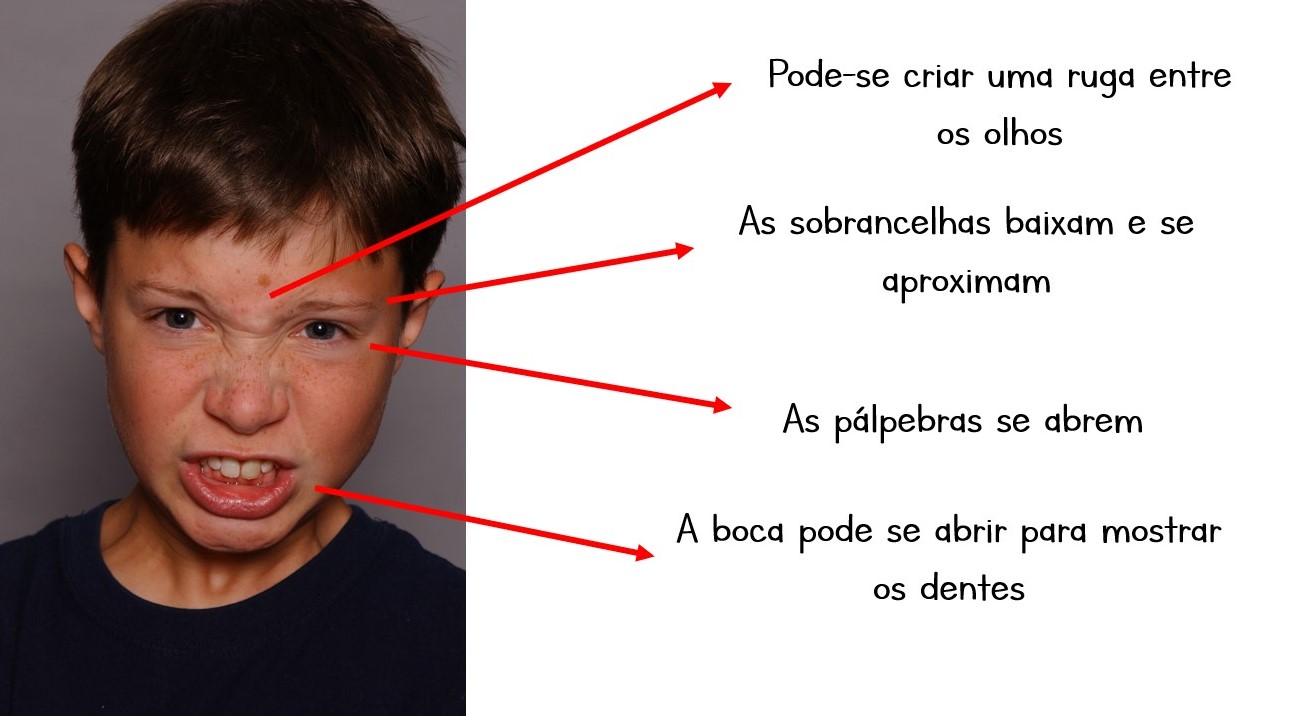 Pode-se criar uma ruga entre
os olhos
As sobrancelhas baixam e se
aproximam
As pálpebras se abrem
A boca pode se abrir para mostrar
os dentes